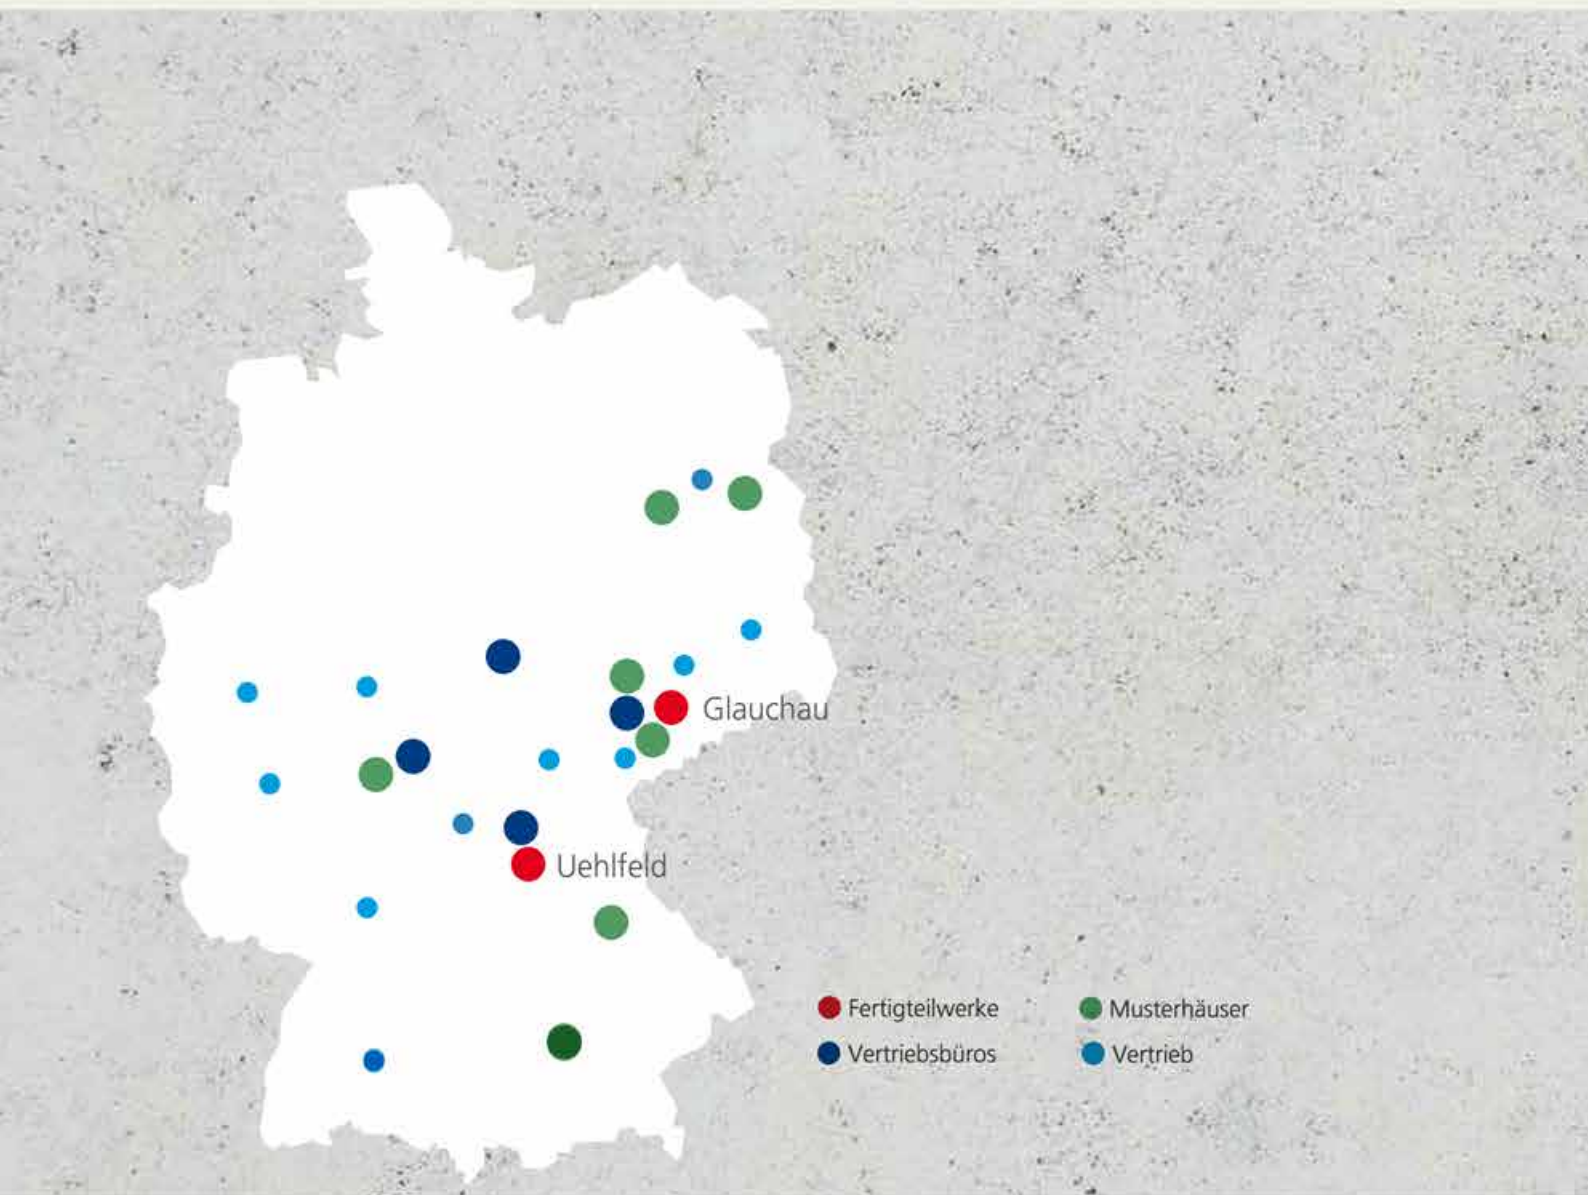 Glauchau
Uehlfeld
Fertigteilwerke
Musterhäuser
Vertriebsbüros
Vertrieb